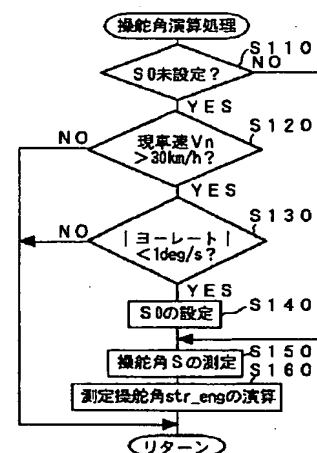 操舵角演算処理
S110
S0未設定?
NO
YES
S120
NO
現車速Vn
>30km/h?
YES
S130
NO
|ヨーレート|
<1deg/s?
YES
S140
S0の設定
S150
操舵角Sの測定
S160
測定操舵角str_engの演算
リターン